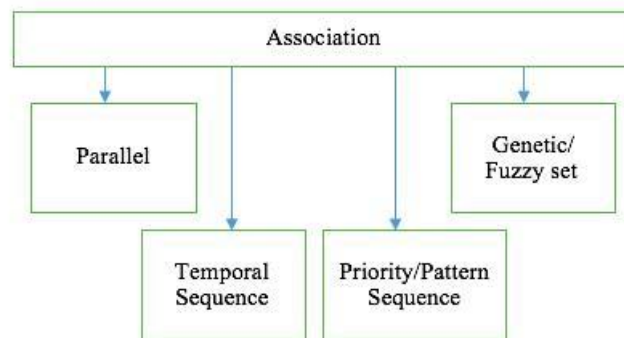 Association
Parallel
Genetic/
Fuzzy set
Temporal
Sequence
Priority/Pattern
Sequence